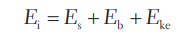 E_i = E_s + E_b + E_ke